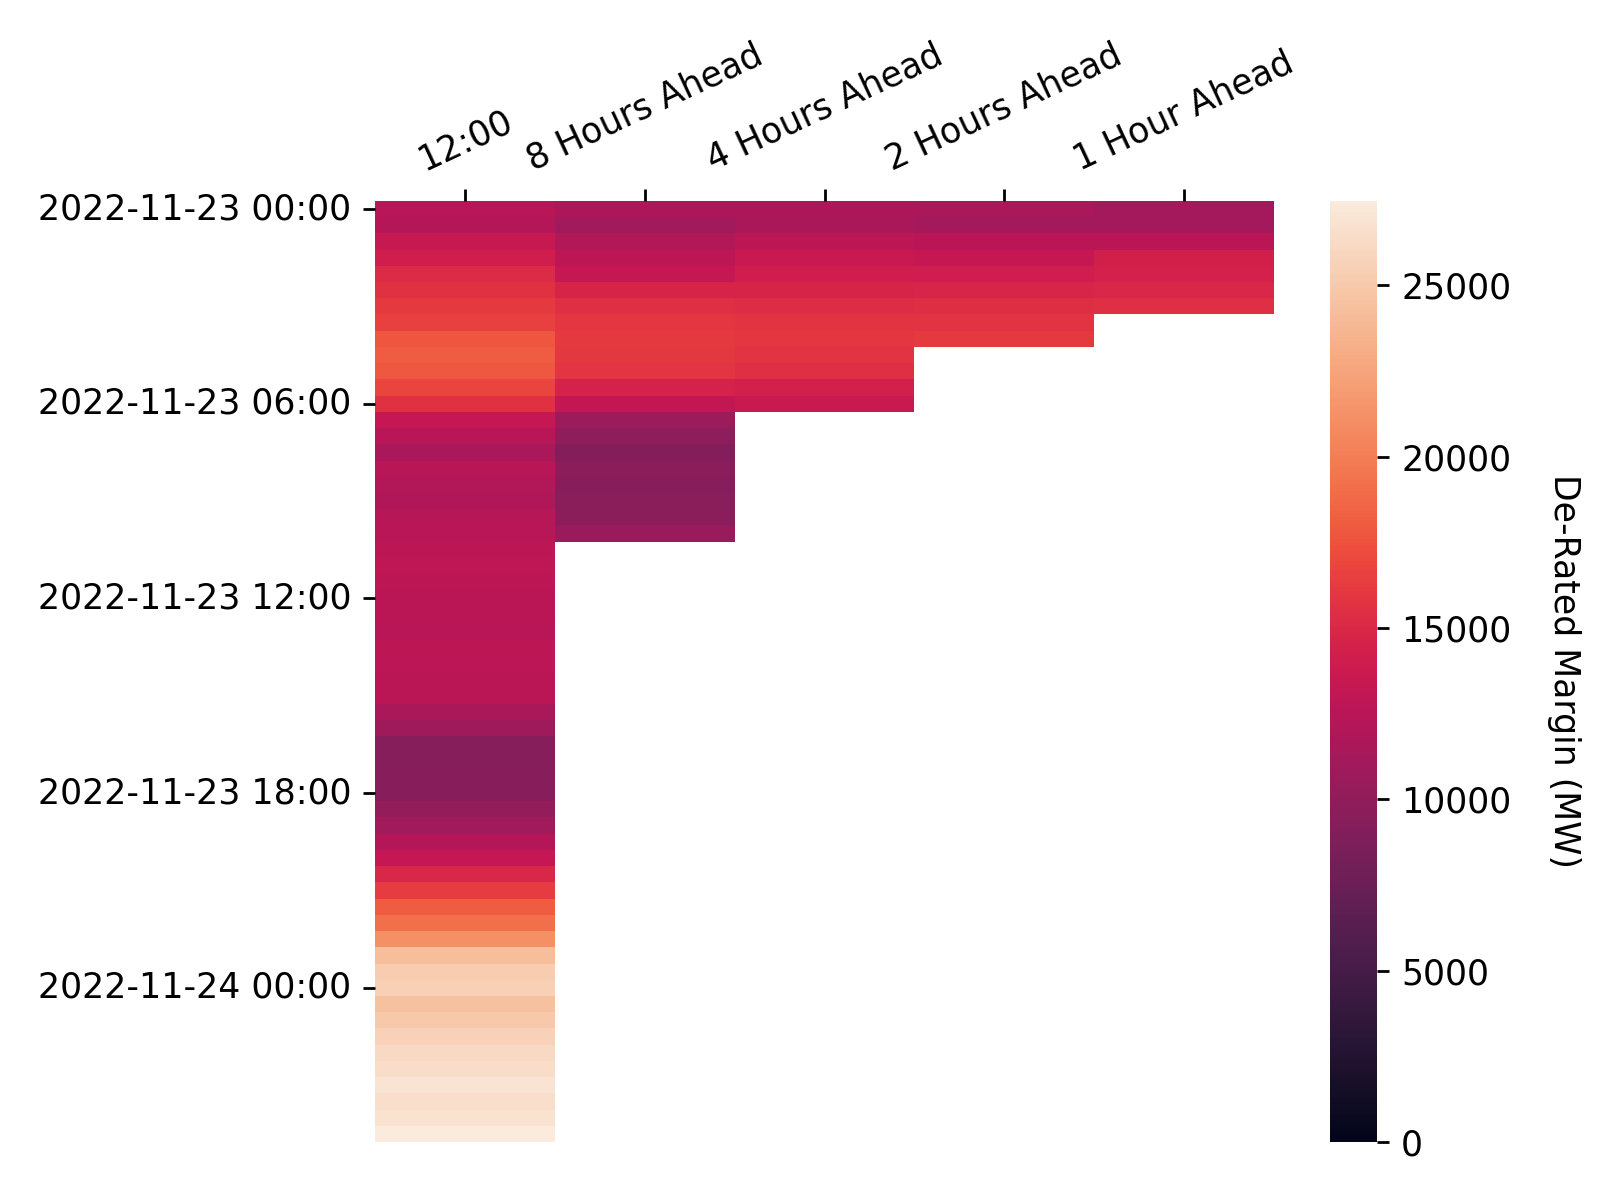 12:00
8 Hours Ahead
4 Hours Ahead
2 Hours Ahead
1 Hour Ahead
2022-11-23 00:00
2022-11-23 06:00
2022-11-23 12:00
2022-11-23 18:00
2022-11-24 00:00
25000
20000
15000
10000
5000
0
De-Rated Margin (MW)